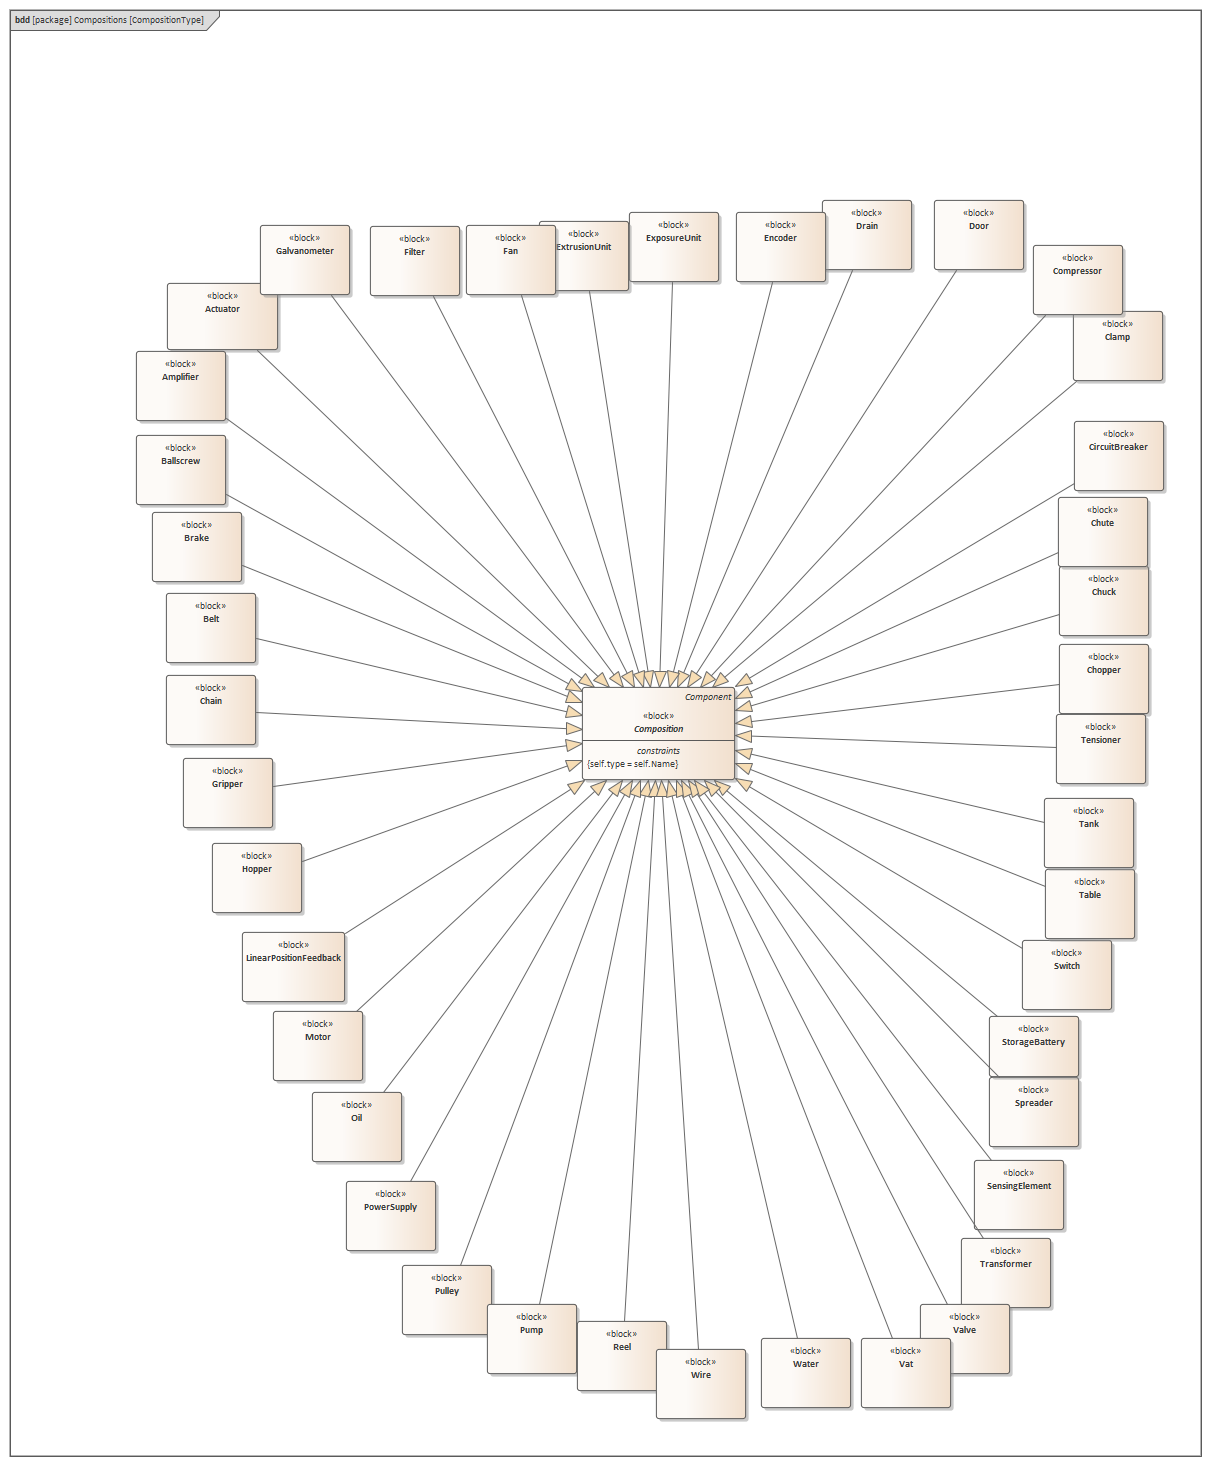 bdd [package] Compositions [CompositionType]
«block»
Drain
«block»
Door
«block»
ExposureUnit
«block»
Encoder
«block»
ExtrusionUnit
«block»
Galvanometer
«block»
Filter
«block»
Fan
«block»
Compressor
«block»
Actuator
«block»
Clamp
«block»
Amplifier
«block»
CircuitBreaker
«block»
Ballscrew
«block»
Chute
«block»
Brake
«block»
Chuck
«block»
Belt
«block»
Chopper
«block»
Chain
Component
«block»
Composition
constraints
{self.type = self.Name}
«block»
Tensioner
«block»
Gripper
«block»
Tank
«block»
Hopper
«block»
Table
«block»
LinearPositionFeedback
«block»
Switch
«block»
Motor
«block»
StorageBattery
«block»
Oil
«block»
Spreader
«block»
SensingElement
«block»
PowerSupply
«block»
Transformer
«block»
Pulley
«block»
Pump
«block»
Valve
«block»
Reel
«block»
Wire
«block»
Water
«block»
Vat